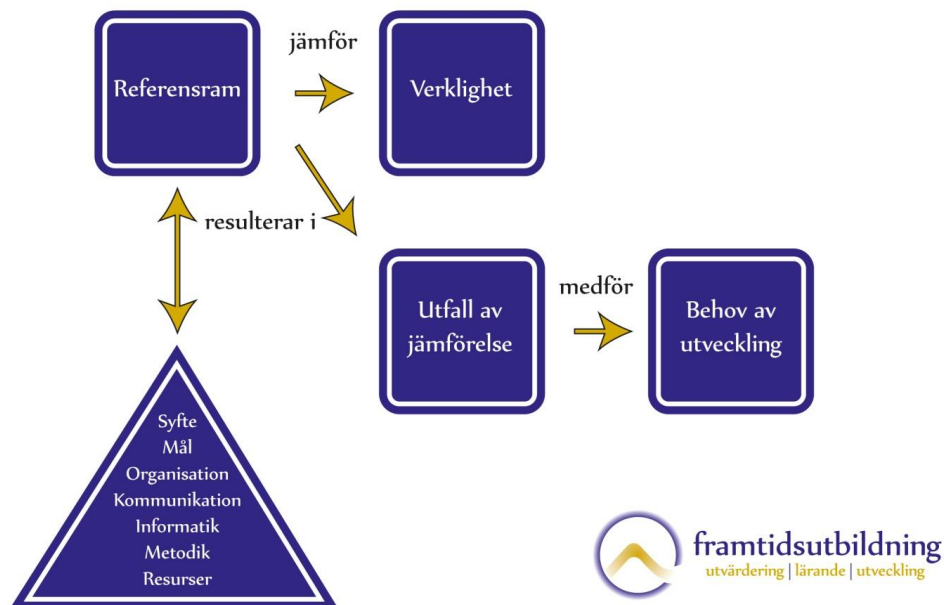 jämför
Referensram
Verklighet
resulterar i
Utfall av
jämförelse
medför
Behov av
utveckling
Syfte
Mål
Organisation
Kommunikation
Informatik
Metodik
Resurser
framtidsutbildning
utvärdering | lärande | utveckling